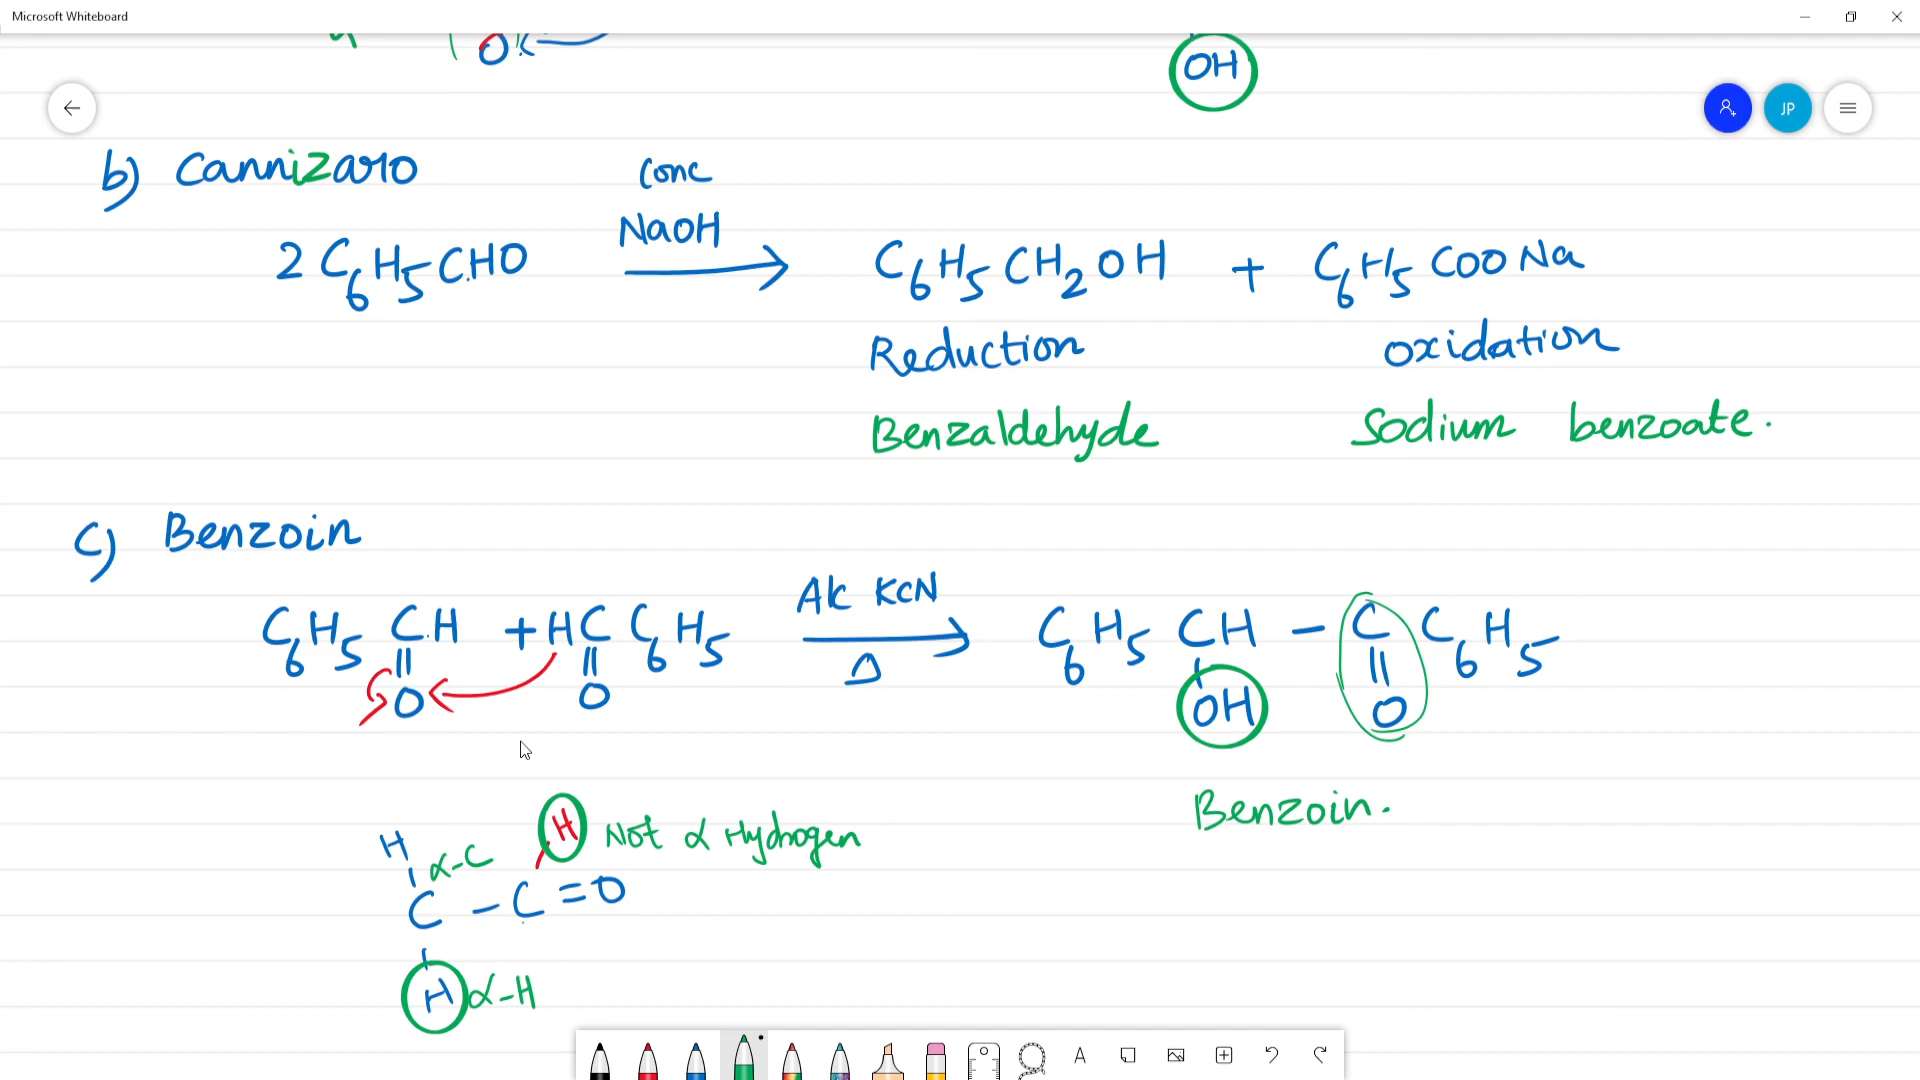 Microsoft Whiteboard
OH
JP
b) Cannizaro
2 C6H5CHO conc NaOH → C6H5CH2OH + C6H5COONa
Reduction oxidation
Benzaldehyde Sodium benzoate.
c) Benzoin
C6H5 CH + HC C6H5 Alc KCN → C6H5 CH – C C6H5
|| || Δ | ||
O O OH O
Benzoin.
H α-C H Not α Hydrogen
C – C = O
H α-H
A